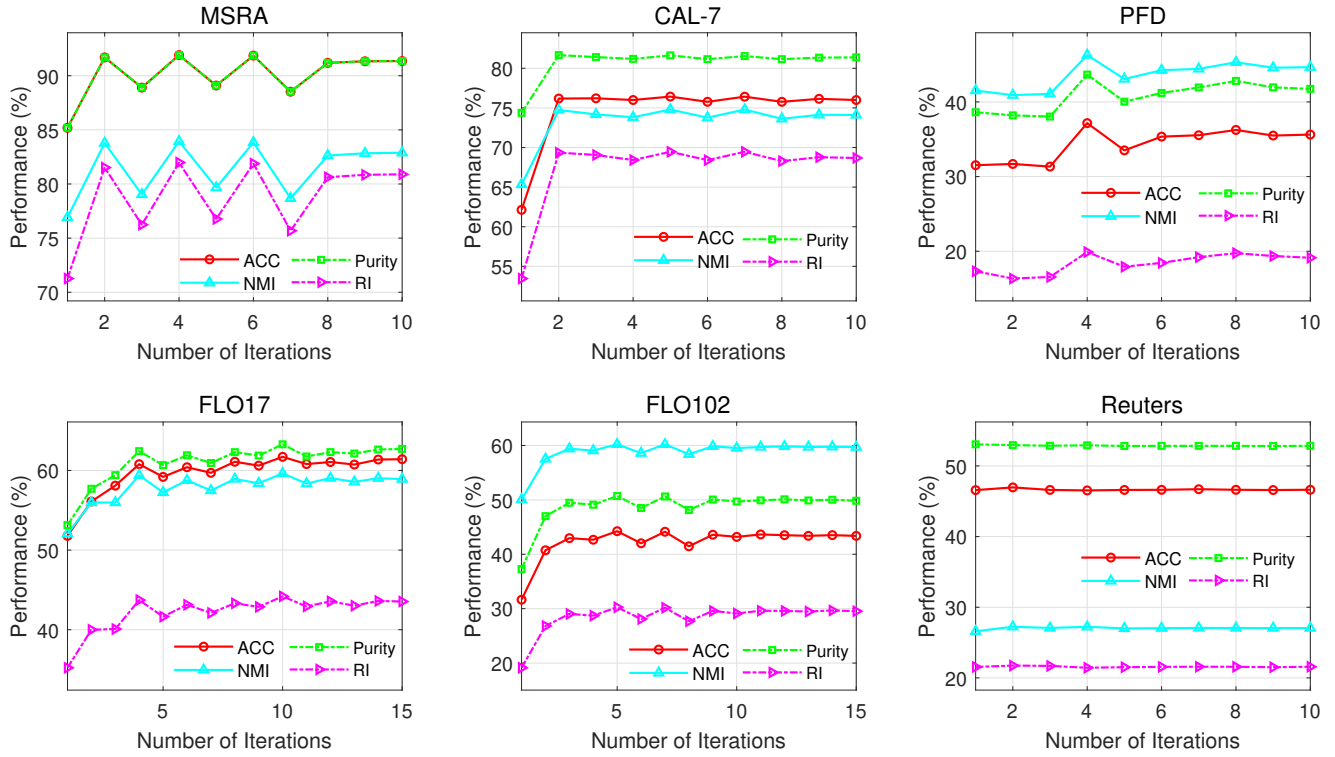 MSRA
Performance (%)
90
85
80
75
70
2 4 6 8 10
Number of Iterations
ACC Purity
NMI RI
CAL-7
Performance (%)
80
75
70
65
60
55
2 4 6 8 10
Number of Iterations
ACC Purity
NMI RI
PFD
Performance (%)
40
30
20
2 4 6 8 10
Number of Iterations
ACC Purity
NMI RI
FLO17
Performance (%)
60
50
40
5 10 15
Number of Iterations
ACC Purity
NMI RI
FLO102
Performance (%)
60
50
40
30
20
5 10 15
Number of Iterations
ACC Purity
NMI RI
Reuters
Performance (%)
50
40
30
20
2 4 6 8 10
Number of Iterations
ACC Purity
NMI RI